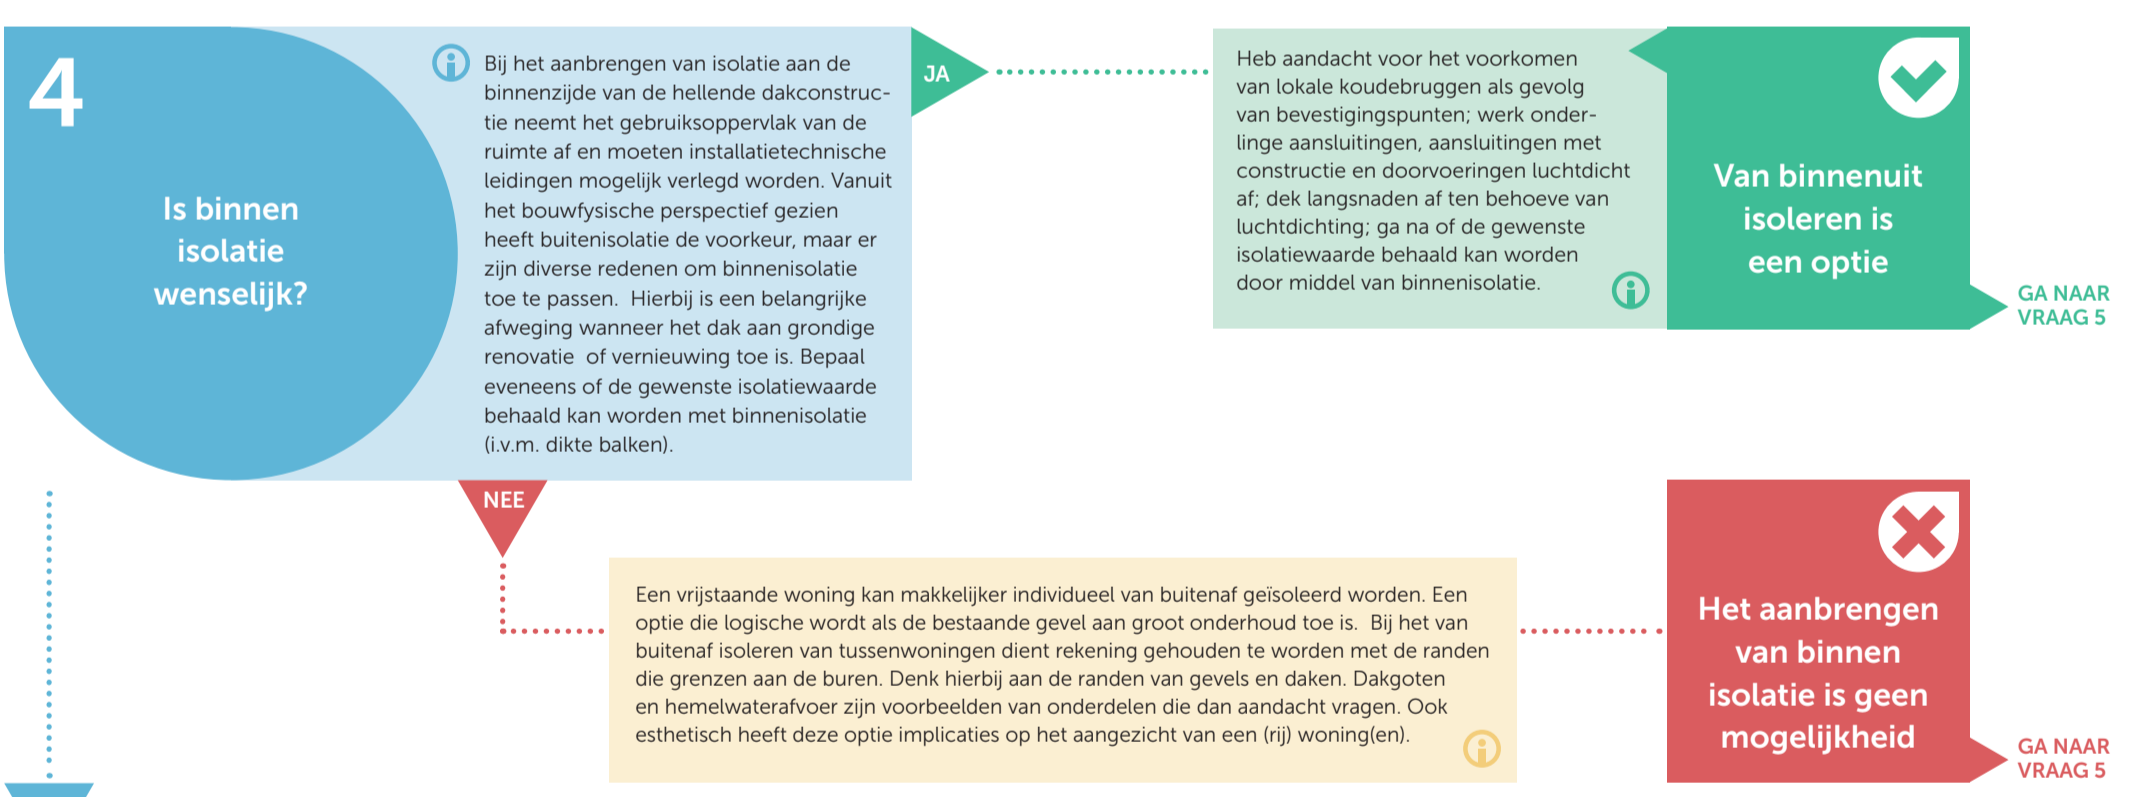 4
Is binnen
isolatie
wenselijk?
Bij het aanbrengen van isolatie aan de
binnenzijde van de hellende dakconstruc-
tie neemt het gebruiksoppervlak van de
ruimte af en moeten installatietechnische
leidingen mogelijk verlegd worden. Vanuit
het bouwfysische perspectief gezien
heeft buitenisolatie de voorkeur, maar er
zijn diverse redenen om binnenisolatie
toe te passen. Hierbij is een belangrijke
afweging wanneer het dak aan grondige
renovatie of vernieuwing toe is. Bepaal
eveneens of de gewenste isolatiewaarde
behaald kan worden met binnenisolatie
(i.v.m. dikte balken).
JA
Heb aandacht voor het voorkomen
van lokale koudebruggen als gevolg
van bevestigingspunten; werk onder-
linge aansluitingen, aansluitingen met
constructie en doorvoeringen luchtdicht
af; dek langsnaden af ten behoeve van
luchtdichting; ga na of de gewenste
isolatiewaarde behaald kan worden
door middel van binnenisolatie.
Van binnenuit
isoleren is
een optie
GA NAAR
VRAAG 5
NEE
Een vrijstaande woning kan makkelijker individueel van buitenaf geïsoleerd worden. Een
optie die logische wordt als de bestaande gevel aan groot onderhoud toe is. Bij het van
buitenaf isoleren van tussenwoningen dient rekening gehouden te worden met de randen
die grenzen aan de buren. Denk hierbij aan de randen van gevels en daken. Dakgoten
en hemelwaterafvoer zijn voorbeelden van onderdelen die dan aandacht vragen. Ook
esthetisch heeft deze optie implicaties op het aangezicht van een (rij) woning(en).
Het aanbrengen
van binnen
isolatie is geen
mogelijkheid
GA NAAR
VRAAG 5